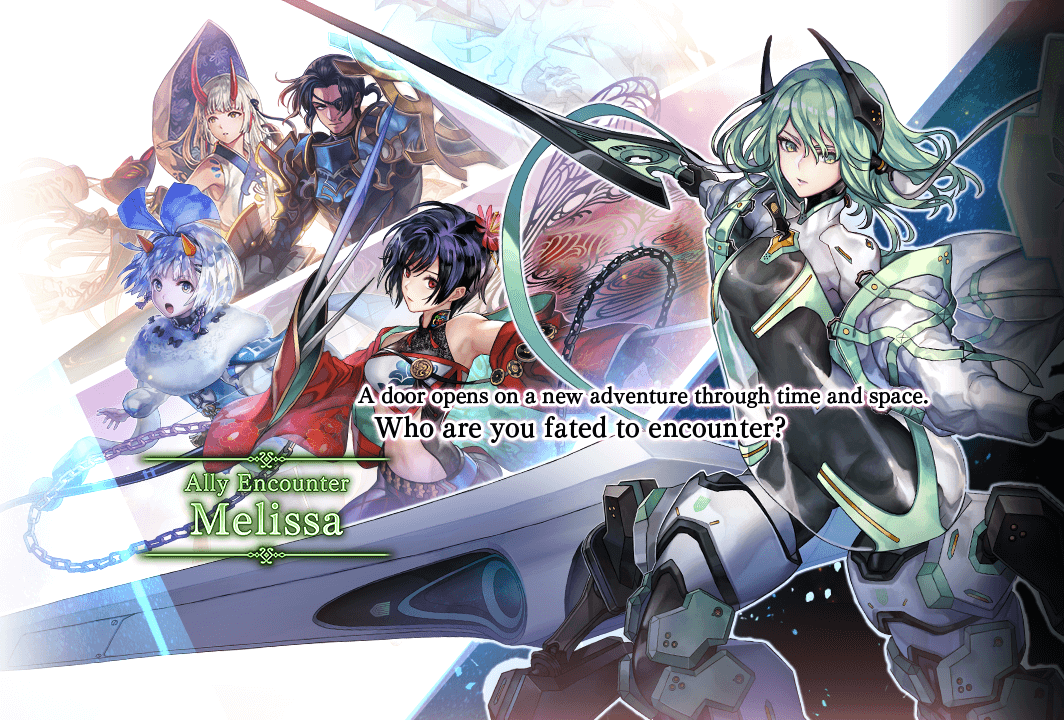 A door opens on a new adventure through time and space.
Who are you fated to encounter?
Ally Encounter
Melissa